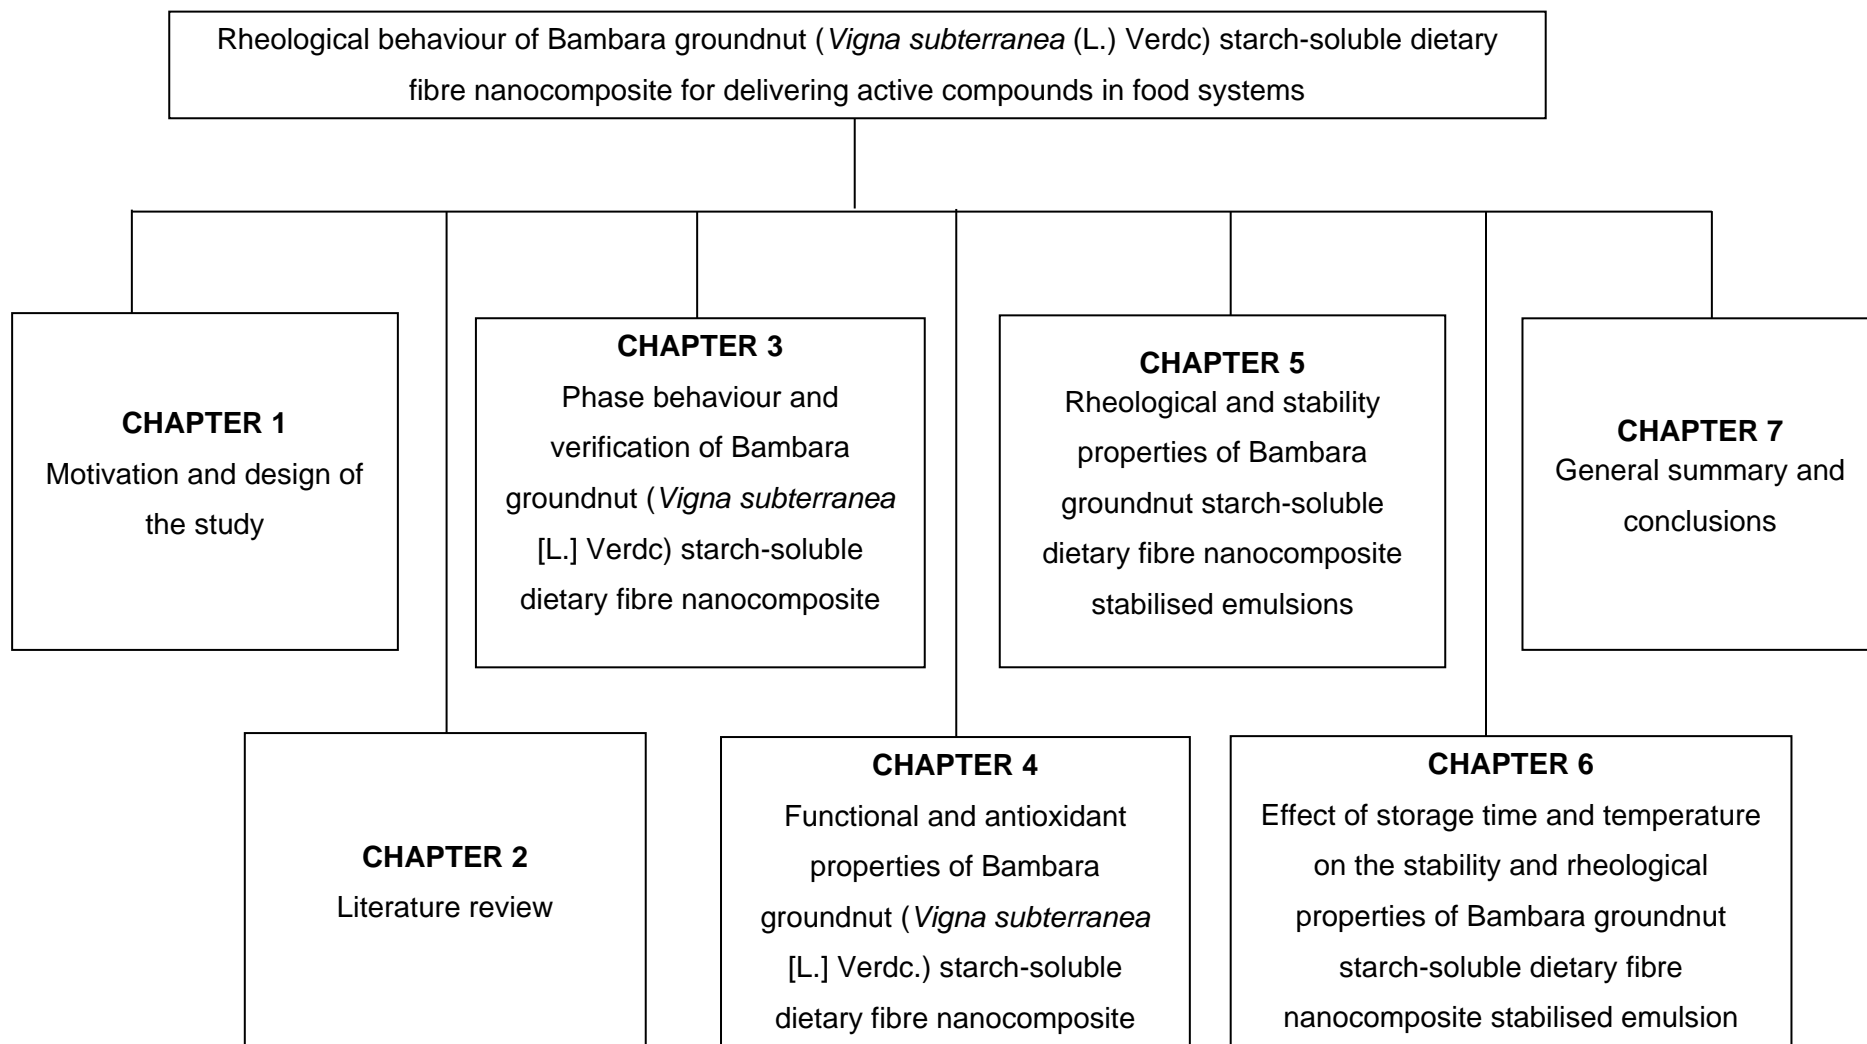 Rheological behaviour of Bambara groundnut (Vigna subterranea (L.) Verdc) starch-soluble dietary
fibre nanocomposite for delivering active compounds in food systems
CHAPTER 1
Motivation and design of
the study
CHAPTER 2
Literature review
CHAPTER 3
Phase behaviour and
verification of Bambara
groundnut (Vigna subterranea
[L.] Verdc) starch-soluble
dietary fibre nanocomposite
CHAPTER 4
Functional and antioxidant
properties of Bambara
groundnut (Vigna subterranea
[L.] Verdc.) starch-soluble
dietary fibre nanocomposite
CHAPTER 5
Rheological and stability
properties of Bambara
groundnut starch-soluble
dietary fibre nanocomposite
stabilised emulsions
CHAPTER 6
Effect of storage time and temperature
on the stability and rheological
properties of Bambara groundnut
starch-soluble dietary fibre
nanocomposite stabilised emulsion
CHAPTER 7
General summary and
conclusions